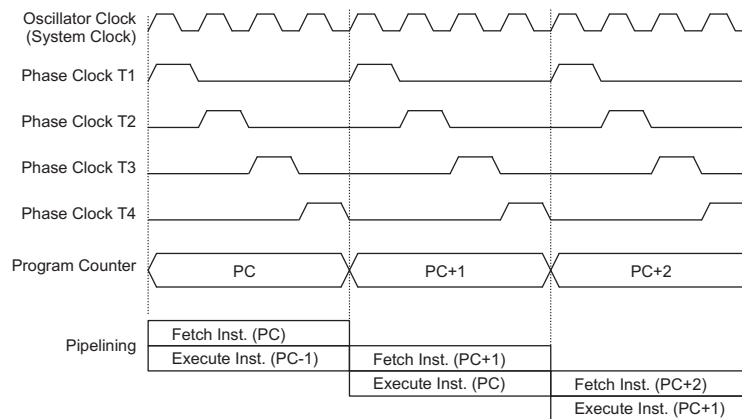 Oscillator Clock
(System Clock)
Phase Clock T1
Phase Clock T2
Phase Clock T3
Phase Clock T4
Program Counter
PC
PC+1
PC+2
Pipelining
Fetch Inst. (PC)
Execute Inst. (PC-1)
Fetch Inst. (PC+1)
Execute Inst. (PC)
Fetch Inst. (PC+2)
Execute Inst. (PC+1)